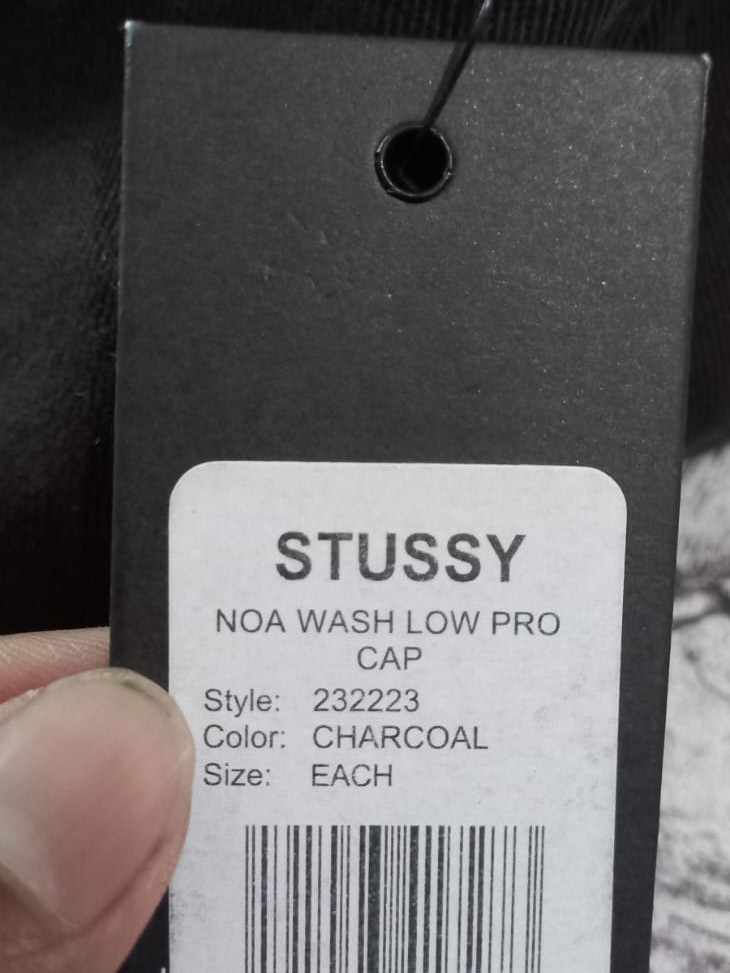 STUSSY
NOA WASH LOW PRO
CAP
Style: 232223
Color: CHARCOAL
Size: EACH